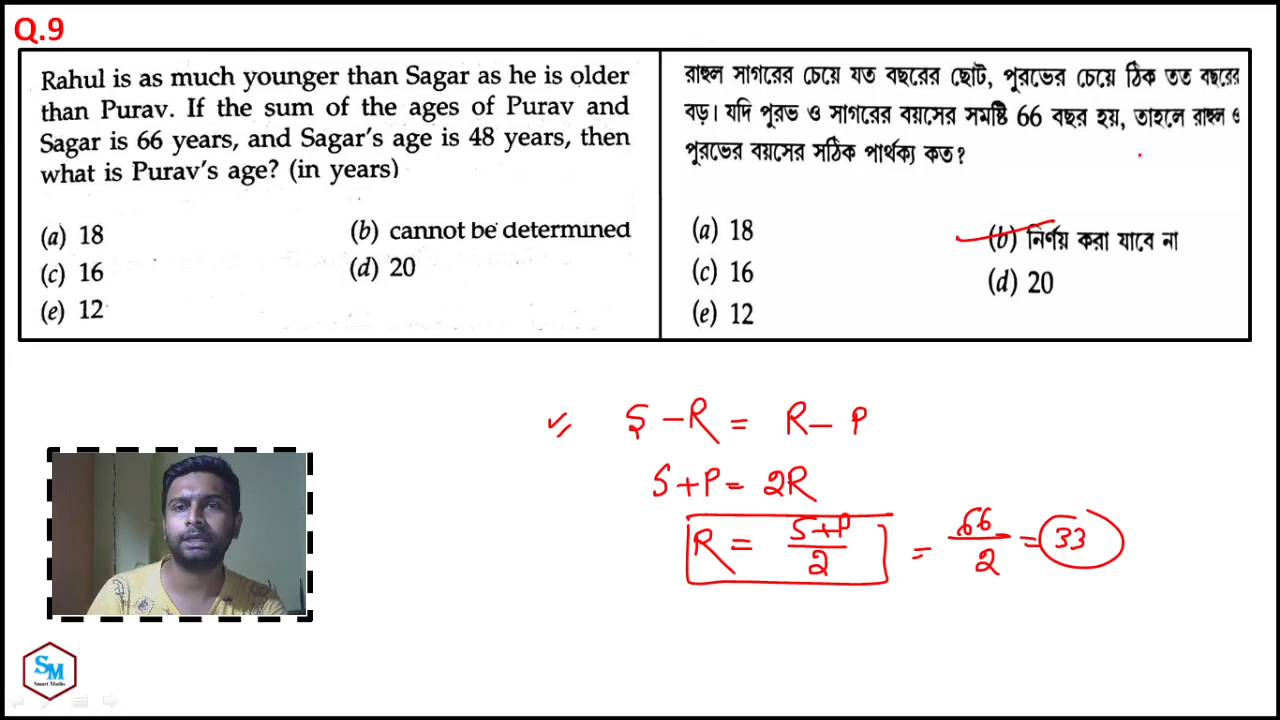 Q.9
Rahul is as much younger than Sagar as he is older
than Purav. If the sum of the ages of Purav and
Sagar is 66 years, and Sagar's age is 48 years, then
what is Purav's age? (in years)
(a) 18
(b) cannot be determined
(c) 16
(d) 20
(e) 12
রাহুল সাগরের চেয়ে যত বছরের ছোট, পুরভের চেয়ে ঠিক তত বছরের
বড়। যদি পুরভ ও সাগরের বয়সের সমষ্টি 66 বছর হয়, তাহলে রাহুল ও
পুরভের বয়সের সঠিক পার্থক্য কত?
(a) 18
(b) নির্ণয় করা যাবে না
(c) 16
(d) 20
(e) 12
S - R = R - P
S + P = 2R
R = S+P / 2 = 66 / 2 = 33
SM
Smart Maths